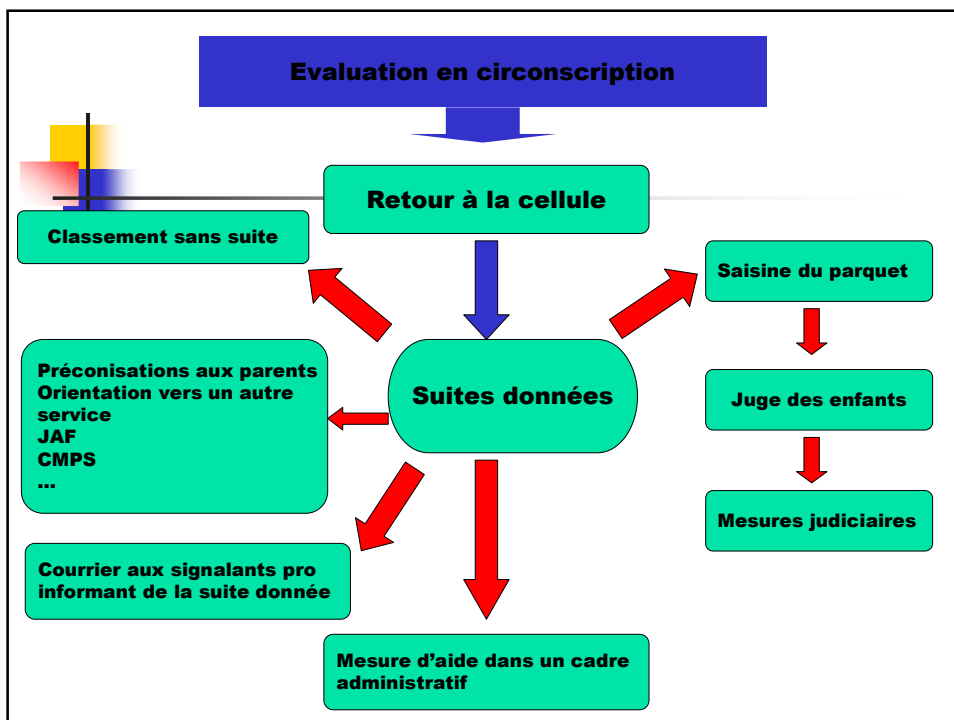 Evaluation en circonscription
Retour à la cellule
Classement sans suite
Saisine du parquet
Préconisations aux parents
Orientation vers un autre
service
JAF
CMPS
...
Suites données
Juge des enfants
Mesures judiciaires
Courrier aux signalants pro
informant de la suite donnée
Mesure d’aide dans un cadre
administratif